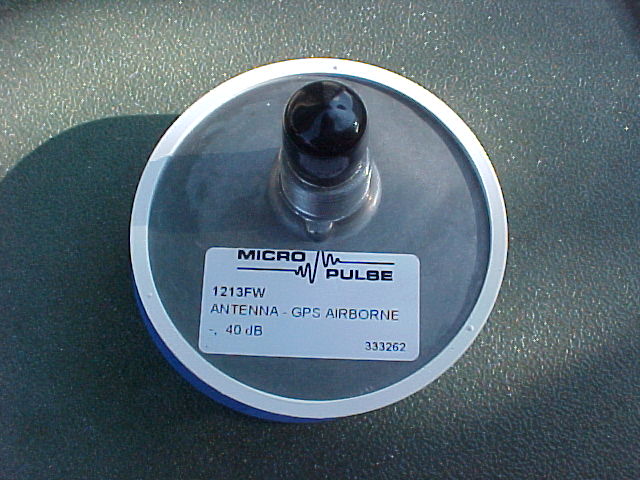 MICRO PULSE
1213FW
ANTENNA - GPS AIRBORNE
-, 40 dB
333262